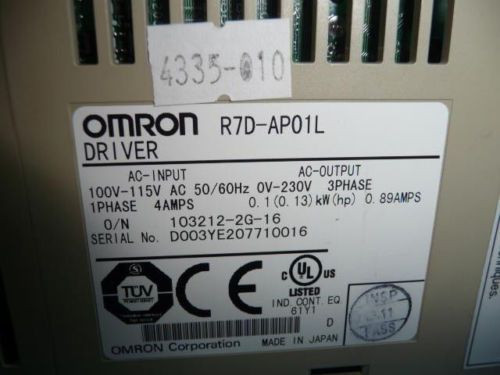 4335-010
OMRON R7D-AP01L
DRIVER
AC-INPUT AC-OUTPUT
100V-115V AC 50/60Hz 0V-230V 3PHASE
1PHASE 4AMPS 0.1(0.13)kW(hp) 0.89AMPS
O/N 103212-2G-16
SERIAL No. D003YE207710016
TÜV
CE
UL
LISTED
IND. CONT. EQ
61Y1
D
INSP
PASS
OMRON Corporation MADE IN JAPAN